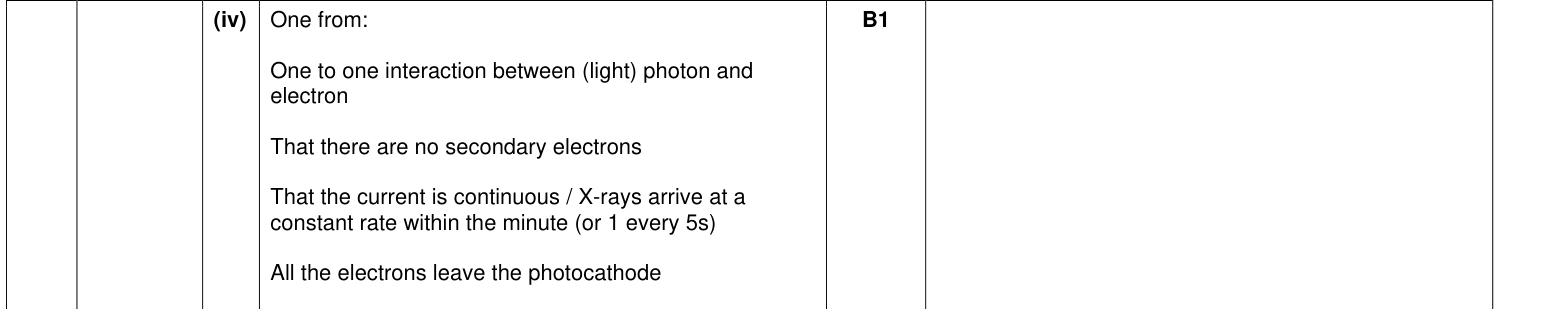 (iv) One from: B1
One to one interaction between (light) photon and
electron
That there are no secondary electrons
That the current is continuous / X-rays arrive at a
constant rate within the minute (or 1 every 5s)
All the electrons leave the photocathode